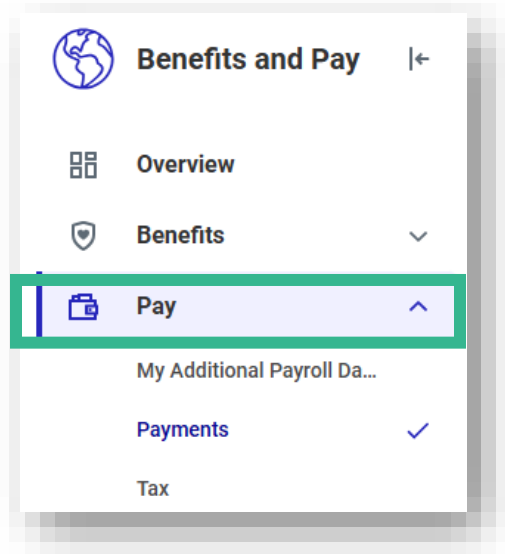 Benefits and Pay
Overview
Benefits
Pay
My Additional Payroll Da...
Payments
Tax